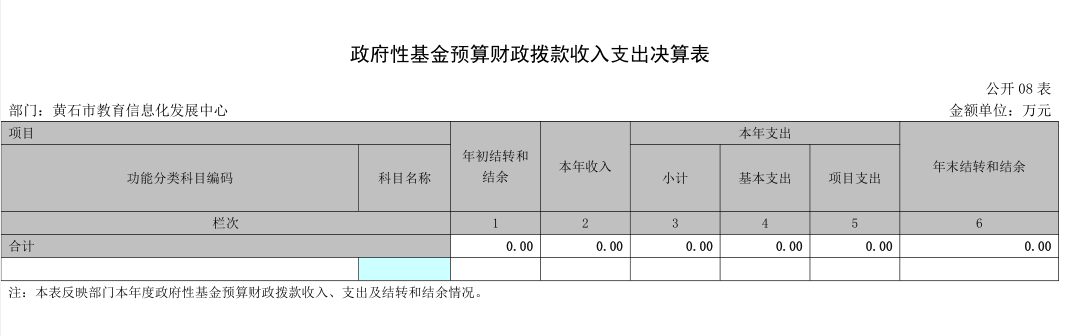 政府性基金预算财政拨款收入支出决算表
公开 08 表
部门：黄石市教育信息化发展中心 金额单位：万元
项目 年初结转和结余 本年收入 本年支出 年末结转和结余
功能分类科目编码 科目名称 小计 基本支出 项目支出
栏次 1 2 3 4 5 6
合计 0.00 0.00 0.00 0.00 0.00 0.00
注：本表反映部门本年度政府性基金预算财政拨款收入、支出及结转和结余情况。